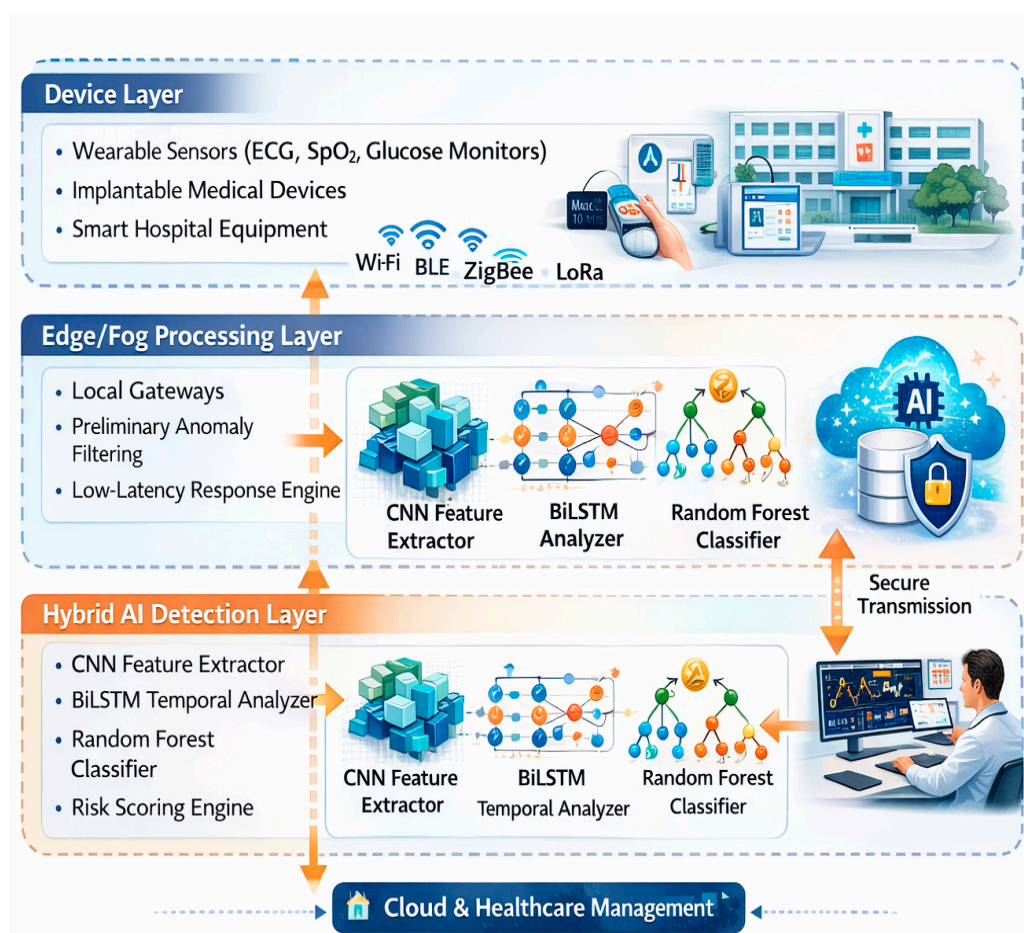 Device Layer
• Wearable Sensors (ECG, SpO₂, Glucose Monitors)
• Implantable Medical Devices
• Smart Hospital Equipment
Wi-Fi BLE ZigBee LoRa
Edge/Fog Processing Layer
• Local Gateways
• Preliminary Anomaly
Filtering
• Low-Latency Response Engine
CNN Feature
Extractor
BiLSTM
Analyzer
Random Forest
Classifier
AI
Secure
Transmission
Hybrid AI Detection Layer
• CNN Feature Extractor
• BiLSTM Temporal Analyzer
• Random Forest
Classifier
• Risk Scoring Engine
CNN Feature
Extractor
BiLSTM
Temporal Analyzer
Random Forest
Classifier
Cloud & Healthcare Management